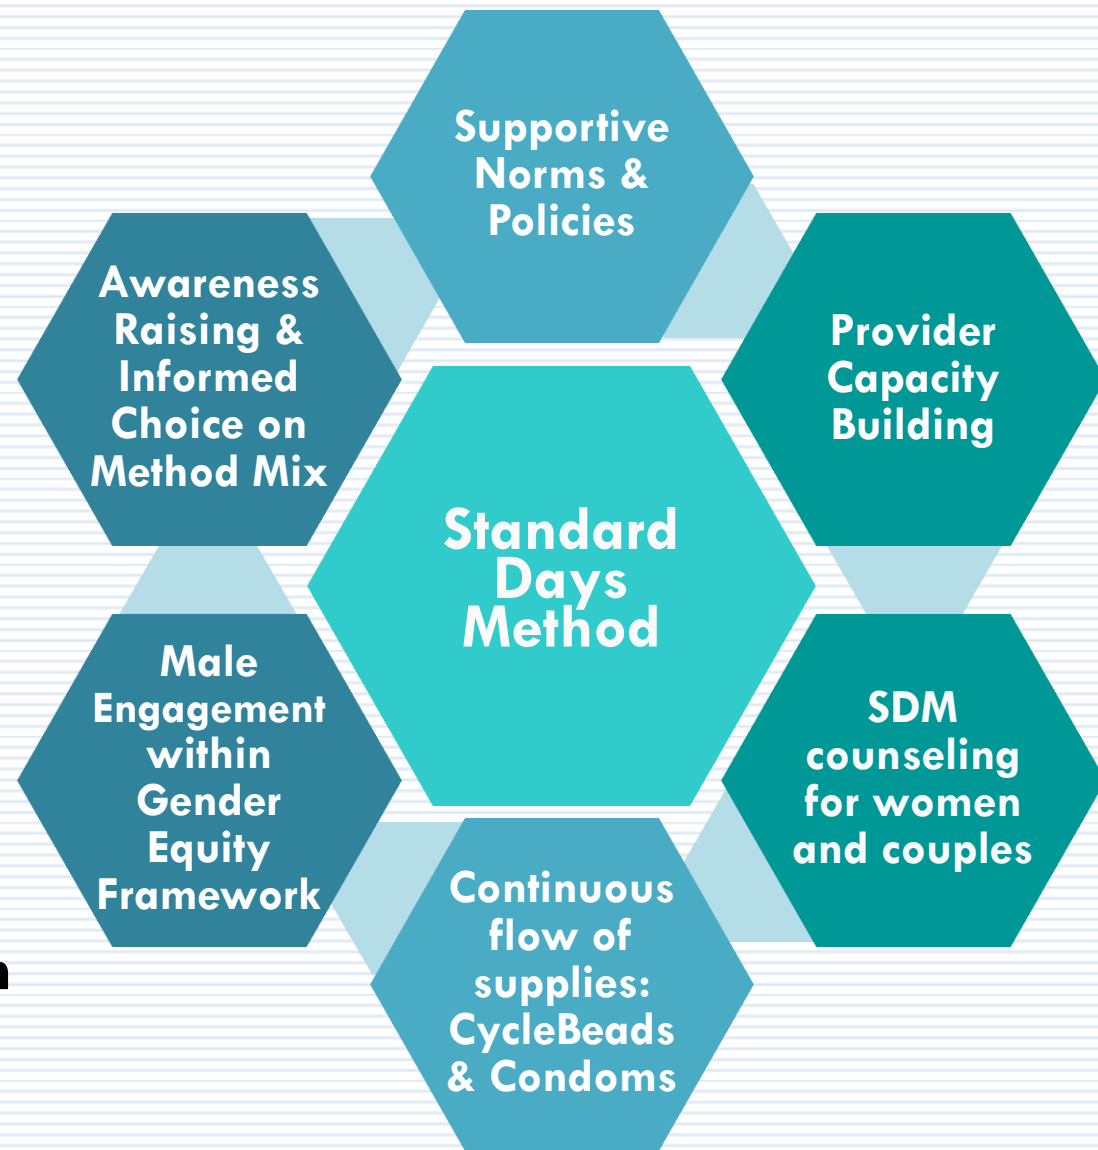 Supportive
Norms &
Policies
Provider
Capacity
Building
SDM
counseling
for women
and couples
Continuous
flow of
supplies:
CycleBeads
& Condoms
Male
Engagement
within
Gender
Equity
Framework
Awareness
Raising &
Informed
Choice on
Method Mix
Standard
Days
Method